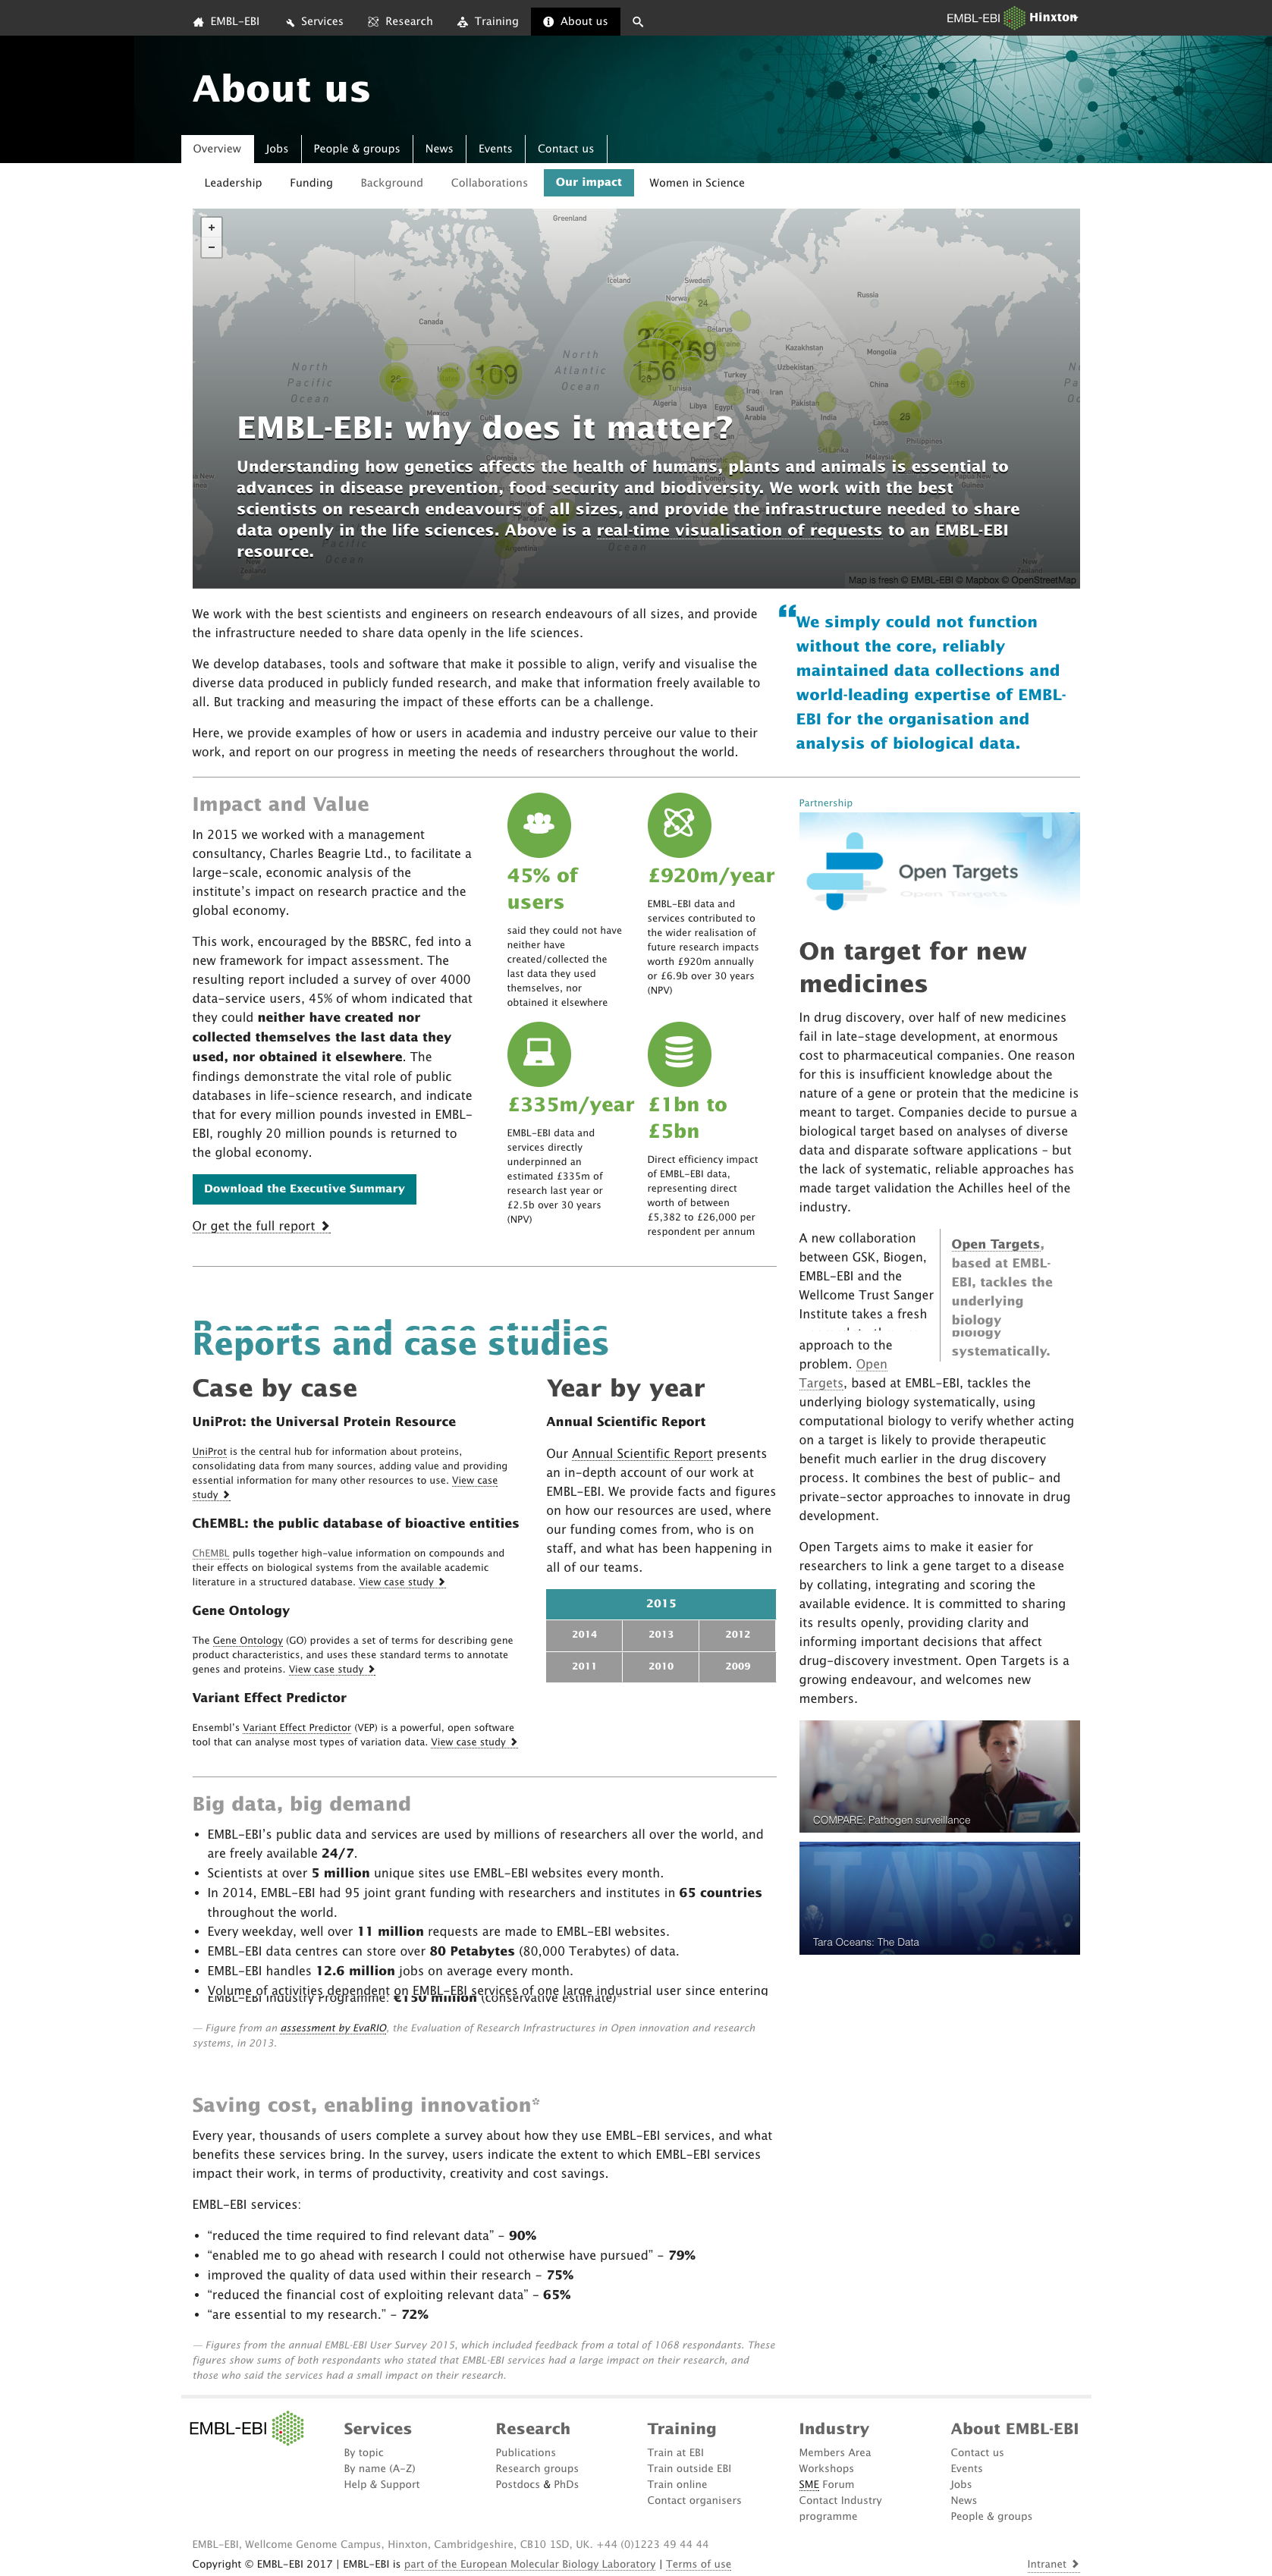 EMBL-EBI Services Research Training About us
EMBL-EBI Hinxton
About us
Overview Jobs People & groups News Events Contact us
Leadership Funding Background Collaborations Our impact Women in Science
+
−
Greenland
Iceland
Sweden
Norway
Russia
24
Canada
Belarus
Ukraine
Kazakhstan
Mongolia
North
Pacific
Ocean
North
Atlantic
Ocean
109
156
26
Uzbekistan
Turkey
China
16
Tunisia
Iraq Iran
Algeria Libya Egypt Saudi
Arabia
Pakistan
India
Mexico
Laos
26
Philippines
EMBL-EBI: why does it matter?
Understanding how genetics affects the health of humans, plants and animals is essential to
advances in disease prevention, food security and biodiversity. We work with the best
scientists on research endeavours of all sizes, and provide the infrastructure needed to share
data openly in the life sciences. Above is a real-time visualisation of requests to an EMBL-EBI
resource.
Map is fresh © EMBL-EBI © Mapbox © OpenStreetMap
We work with the best scientists and engineers on research endeavours of all sizes, and provide
the infrastructure needed to share data openly in the life sciences.
We develop databases, tools and software that make it possible to align, verify and visualise the
diverse data produced in publicly funded research, and make that information freely available to
all. But tracking and measuring the impact of these efforts can be a challenge.
Here, we provide examples of how or users in academia and industry perceive our value to their
work, and report on our progress in meeting the needs of researchers throughout the world.
“We simply could not function
without the core, reliably
maintained data collections and
world-leading expertise of EMBL-
EBI for the organisation and
analysis of biological data.
Impact and Value
In 2015 we worked with a management
consultancy, Charles Beagrie Ltd., to facilitate a
large-scale, economic analysis of the
institute's impact on research practice and the
global economy.
This work, encouraged by the BBSRC, fed into a
new framework for impact assessment. The
resulting report included a survey of over 4000
data-service users, 45% of whom indicated that
they could neither have created nor
collected themselves the last data they
used, nor obtained it elsewhere. The
findings demonstrate the vital role of public
databases in life-science research, and indicate
that for every million pounds invested in EMBL-
EBI, roughly 20 million pounds is returned to
the global economy.
Download the Executive Summary
Or get the full report
45% of
users
said they could not have
neither have
created/collected the
last data they used
themselves, nor
obtained it elsewhere
£920m/year
EMBL-EBI data and
services contributed to
the wider realisation of
future research impacts
worth £920m annually
or £6.9b over 30 years
(NPV)
£335m/year
EMBL-EBI data and
services directly
underpinned an
estimated £335m of
research last year or
£2.5b over 30 years
(NPV)
£1bn to
£5bn
Direct efficiency impact
of EMBL-EBI data,
representing direct
worth of between
£5,382 to £26,000 per
respondent per annum
Partnership
Open Targets
On target for new
medicines
In drug discovery, over half of new medicines
fail in late-stage development, at enormous
cost to pharmaceutical companies. One reason
for this is insufficient knowledge about the
nature of a gene or protein that the medicine is
meant to target. Companies decide to pursue a
biological target based on analyses of diverse
data and disparate software applications – but
the lack of systematic, reliable approaches has
made target validation the Achilles heel of the
industry.
A new collaboration
between GSK, Biogen,
EMBL-EBI and the
Wellcome Trust Sanger
Institute takes a fresh
approach to the
problem. Open
Targets, based at EMBL-EBI, tackles the
underlying biology systematically, using
computational biology to verify whether acting
on a target is likely to provide therapeutic
benefit much earlier in the drug discovery
process. It combines the best of public- and
private-sector approaches to innovate in drug
development.
Open Targets,
based at EMBL-
EBI, tackles the
underlying
biology
biology
systematically.
Open Targets aims to make it easier for
researchers to link a gene target to a disease
by collating, integrating and scoring the
available evidence. It is committed to sharing
its results openly, providing clarity and
informing important decisions that affect
drug-discovery investment. Open Targets is a
growing endeavour, and welcomes new
members.
COMPARE: Pathogen surveillance
TARA
Tara Oceans: The Data
Reports and case studies
Reports and case studies
Case by case
UniProt: the Universal Protein Resource
UniProt is the central hub for information about proteins,
consolidating data from many sources, adding value and providing
essential information for many other resources to use. View case
study
ChEMBL: the public database of bioactive entities
ChEMBL pulls together high-value information on compounds and
their effects on biological systems from the available academic
literature in a structured database. View case study
Gene Ontology
The Gene Ontology (GO) provides a set of terms for describing gene
product characteristics, and uses these standard terms to annotate
genes and proteins. View case study
Variant Effect Predictor
Ensembl's Variant Effect Predictor (VEP) is a powerful, open software
tool that can analyse most types of variation data. View case study
Year by year
Annual Scientific Report
Our Annual Scientific Report presents
an in-depth account of our work at
EMBL-EBI. We provide facts and figures
on how our resources are used, where
our funding comes from, who is on
staff, and what has been happening in
all of our teams.
2015
2014 2013 2012
2011 2010 2009
Big data, big demand
• EMBL-EBI's public data and services are used by millions of researchers all over the world, and
are freely available 24/7.
• Scientists at over 5 million unique sites use EMBL-EBI websites every month.
• In 2014, EMBL-EBI had 95 joint grant funding with researchers and institutes in 65 countries
throughout the world.
• Every weekday, well over 11 million requests are made to EMBL-EBI websites.
• EMBL-EBI data centres can store over 80 Petabytes (80,000 Terabytes) of data.
• EMBL-EBI handles 12.6 million jobs on average every month.
• Volume of activities dependent on EMBL-EBI services of one large industrial user since entering
EMBL-EBI Industry Programme: €150 million (conservative estimate)
— Figure from an assessment by EvaRIO, the Evaluation of Research Infrastructures in Open innovation and research
systems, in 2013.
Saving cost, enabling innovation*
Every year, thousands of users complete a survey about how they use EMBL-EBI services, and what
benefits these services bring. In the survey, users indicate the extent to which EMBL-EBI services
impact their work, in terms of productivity, creativity and cost savings.
EMBL-EBI services:
• “reduced the time required to find relevant data” – 90%
• “enabled me to go ahead with research I could not otherwise have pursued” – 79%
• improved the quality of data used within their research – 75%
• “reduced the financial cost of exploiting relevant data” – 65%
• “are essential to my research.” – 72%
— Figures from the annual EMBL-EBI User Survey 2015, which included feedback from a total of 1068 respondants. These
figures show sums of both respondants who stated that EMBL-EBI services had a large impact on their research, and
those who said the services had a small impact on their research.
EMBL-EBI
Services
By topic
By name (A-Z)
Help & Support
Research
Publications
Research groups
Postdocs & PhDs
Training
Train at EBI
Train outside EBI
Train online
Contact organisers
Industry
Members Area
Workshops
SME Forum
Contact Industry
programme
About EMBL-EBI
Contact us
Events
Jobs
News
People & groups
EMBL-EBI, Wellcome Genome Campus, Hinxton, Cambridgeshire, CB10 1SD, UK. +44 (0)1223 49 44 44
Copyright © EMBL-EBI 2017 | EMBL-EBI is part of the European Molecular Biology Laboratory | Terms of use
Intranet